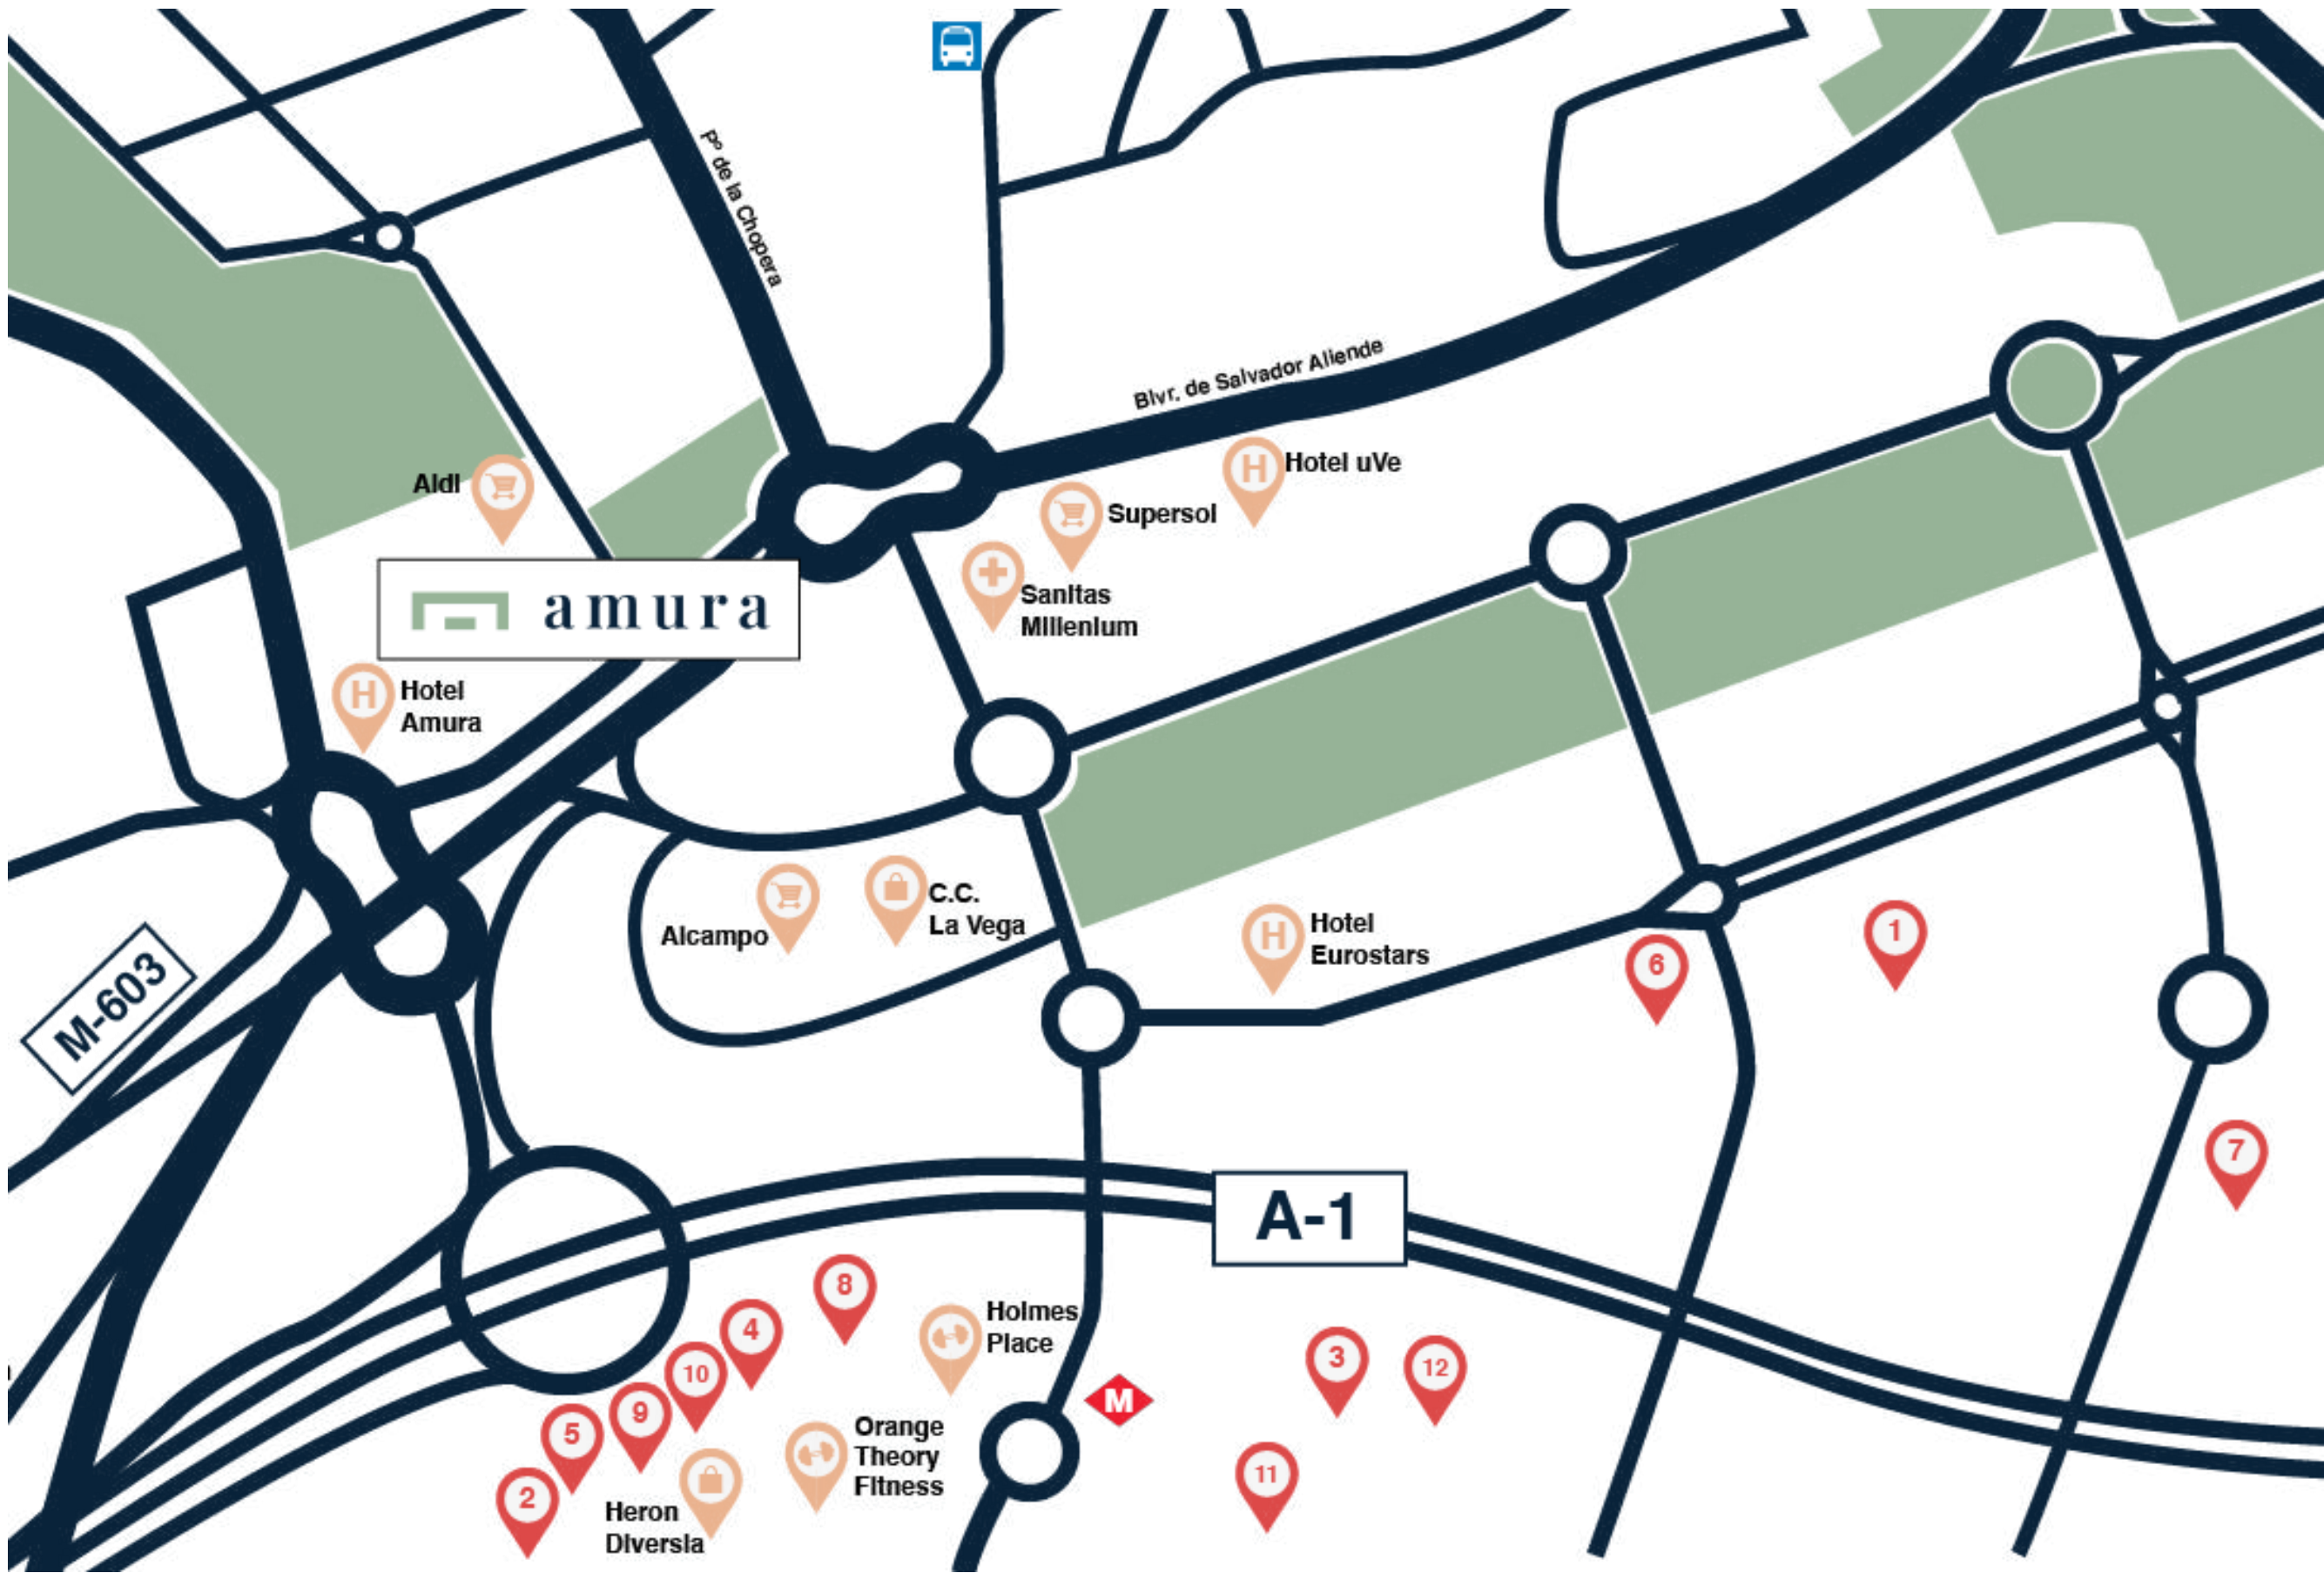 Pº de la Chopera
Blvr. de Salvador Aliende
Aldi
H
Hotel uVe
Supersol
Sanitas
Millenium
amura
H
Hotel
Amura
Alcampo
C.C.
La Vega
H
Hotel
Eurostars
1
6
M-603
7
A-1
8
4
Holmes
Place
3
12
10
M
9
5
Orange
Theory
Fitness
11
2
Heron
Diversia